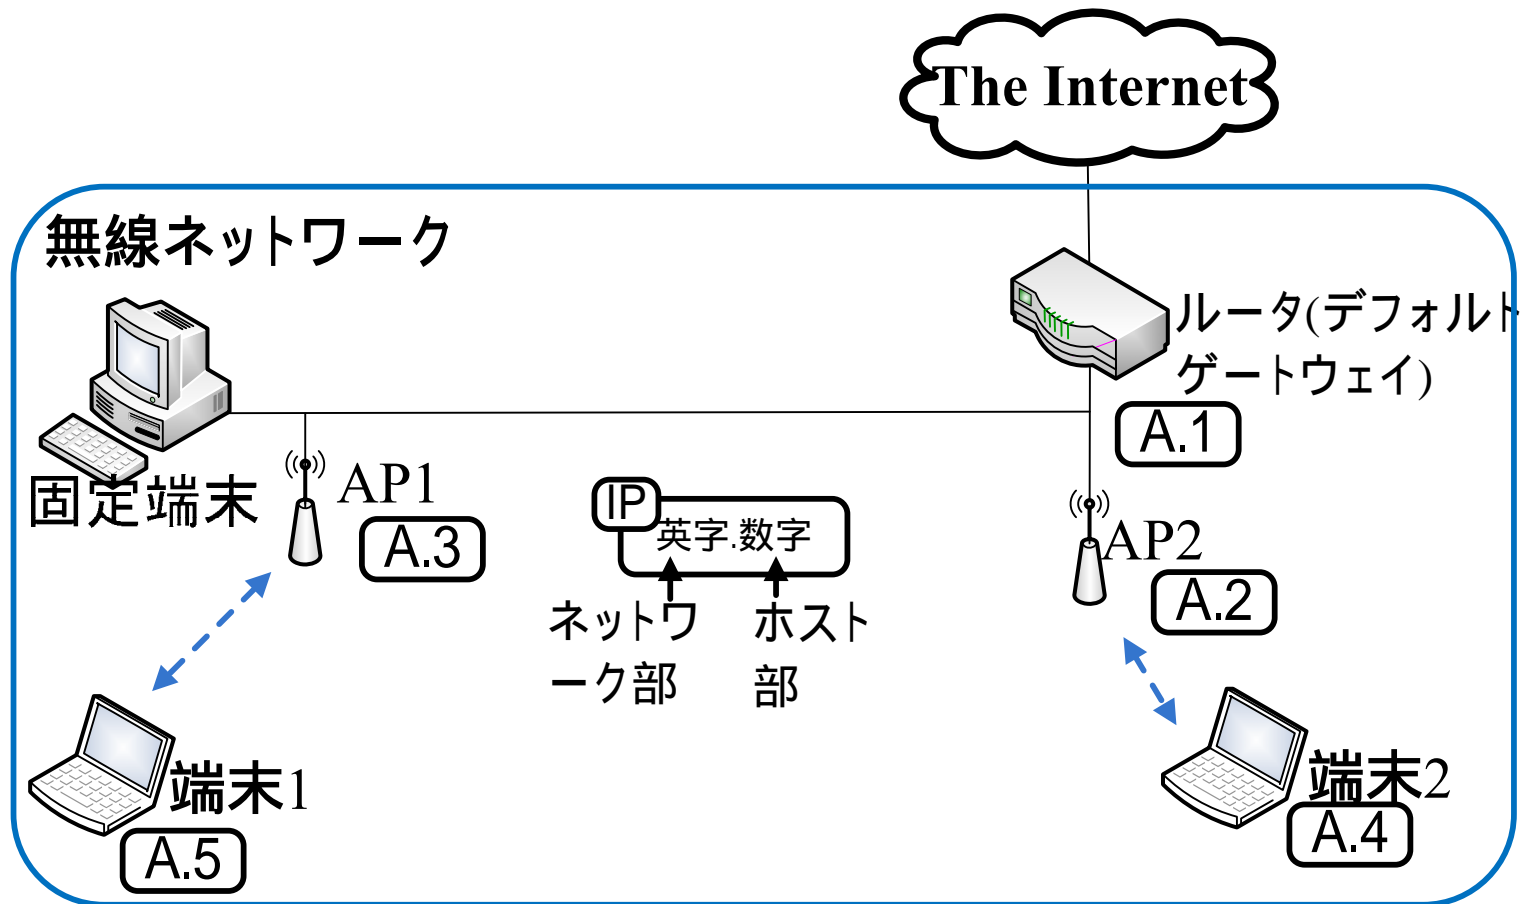 The Internet
無線ネットワーク
ルータ(デフォルト
ゲートウェイ)
A.1
固定端末
AP1
A.3
IP
英字.数字
ネットワ
ーク部
ホスト
部
AP2
A.2
端末1
A.5
端末2
A.4